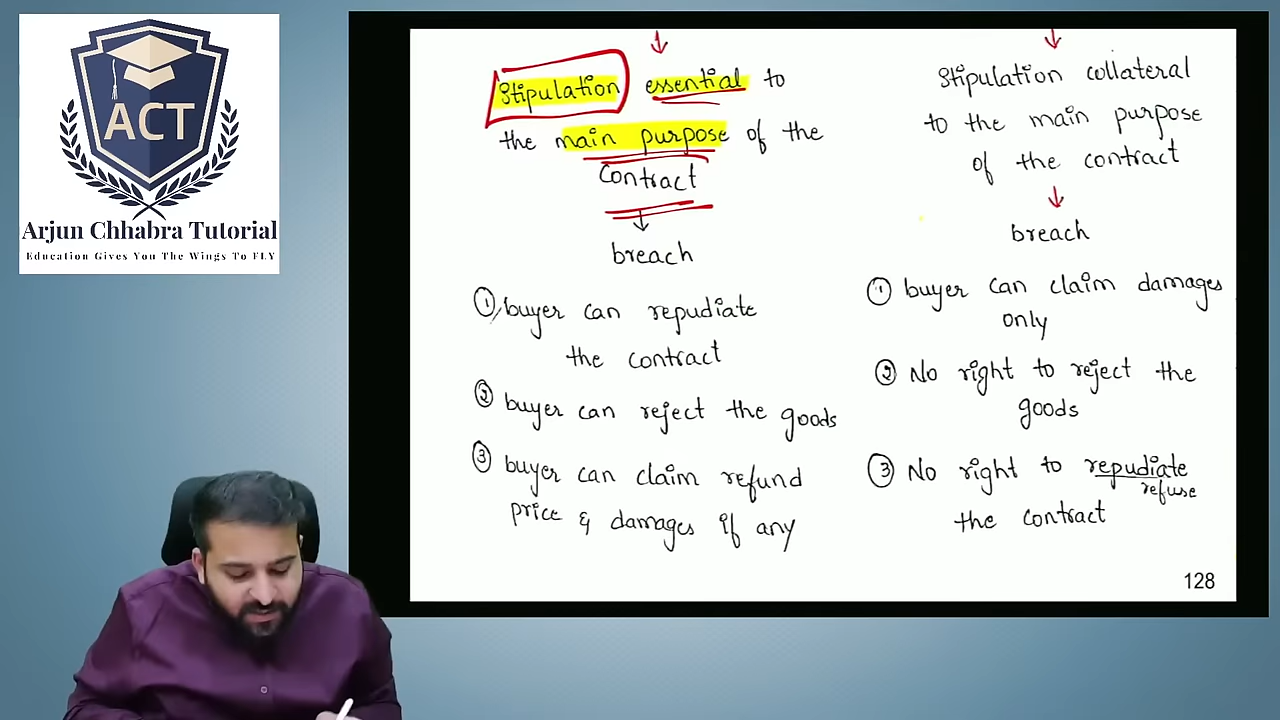 ACT
Arjun Chhabra Tutorial
Education Gives You The Wings To FLY
Stipulation essential to
the main purpose of the
Contract
breach
① buyer can repudiate
the contract
② buyer can reject the goods
③ buyer can claim refund
price & damages if any
Stipulation collateral
to the main purpose
of the contract
breach
① buyer can claim damages
only
② No right to reject the
goods
③ No right to repudiate
refuse
the contract
128